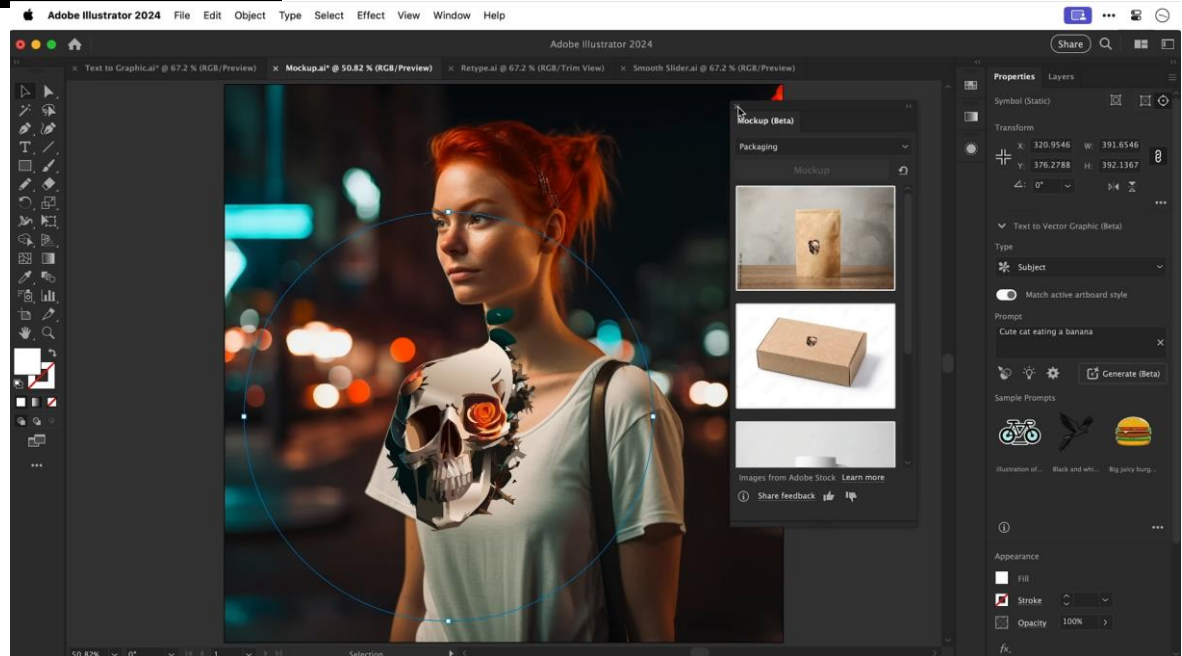 Adobe Illustrator 2024 File Edit Object Type Select Effect View Window Help
Adobe Illustrator 2024
Share
× Text to Graphic.ai* @ 67.2 % (RGB/Preview) × Mockup.ai* @ 50.82 % (RGB/Preview) × Retype.ai @ 67.2 % (RGB/Trim View) × Smooth Slider.ai @ 67.2 % (RGB/Preview)
Mockup (Beta)
Packaging
Mockup
Images from Adobe Stock Learn more
Share feedback
Properties Layers
Symbol (Static)
Transform
X: 320.9546 W: 391.6546
Y: 376.2788 H: 392.1367
0°
Text to Vector Graphic (Beta)
Type
Subject
Match active artboard style
Prompt
Cute cat eating a banana
Generate (Beta)
Sample Prompts
Illustration of... Black and whi... Big juicy burg...
Appearance
Fill
Stroke
Opacity 100%
fx.
50.82% 0° 1 Selection